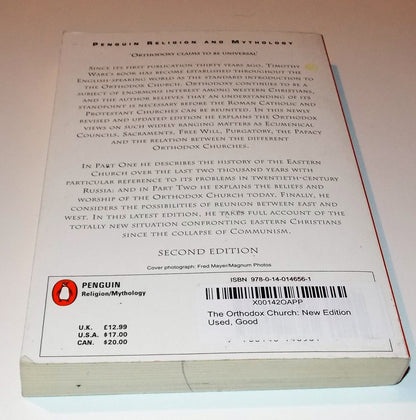 PENGUIN RELIGION AND MYTHOLOGY
'ORTHODOXY CLAIMS TO BE UNIVERSAL'
SINCE ITS FIRST PUBLICATION THIRTY YEARS AGO, TIMOTHY
WARE'S BOOK HAS BECOME ESTABLISHED THROUGHOUT THE
ENGLISH-SPEAKING WORLD AS THE STANDARD INTRODUCTION TO
THE ORTHODOX CHURCH. ORTHODOXY CONTINUES TO BE A
SUBJECT OF ENORMOUS INTEREST AMONG WESTERN CHRISTIANS,
AND THE AUTHOR BELIEVES THAT AN UNDERSTANDING OF ITS
STANDPOINT IS NECESSARY BEFORE THE ROMAN CATHOLIC AND
PROTESTANT CHURCHES CAN BE REUNITED. IN THIS NEWLY
REVISED AND UPDATED EDITION HE EXPLAINS THE ORTHODOX
VIEWS ON SUCH WIDELY RANGING MATTERS AS ECUMENICAL
COUNCILS, SACRAMENTS, FREE WILL, PURGATORY, THE PAPACY
AND THE RELATION BETWEEN THE DIFFERENT
ORTHODOX CHURCHES.
IN PART ONE HE DESCRIBES THE HISTORY OF THE EASTERN
CHURCH OVER THE LAST TWO THOUSAND YEARS WITH
PARTICULAR REFERENCE TO ITS PROBLEMS IN TWENTIETH-CENTURY
RUSSIA; AND IN PART TWO HE EXPLAINS THE BELIEFS AND
WORSHIP OF THE ORTHODOX CHURCH TODAY. FINALLY, HE
CONSIDERS THE POSSIBILITIES OF REUNION BETWEEN EAST AND
WEST. IN THIS LATEST EDITION, HE TAKES FULL ACCOUNT OF THE
TOTALLY NEW SITUATION CONFRONTING EASTERN CHRISTIANS
SINCE THE COLLAPSE OF COMMUNISM.
SECOND EDITION
Cover photograph: Fred Mayer/Magnum Photos
PENGUIN
Religion/Mythology
U.K. £12.99
U.S.A. $17.00
CAN. $20.00
ISBN 978-0-14-014656-1
X00142OAPP
The Orthodox Church: New Edition
Used, Good